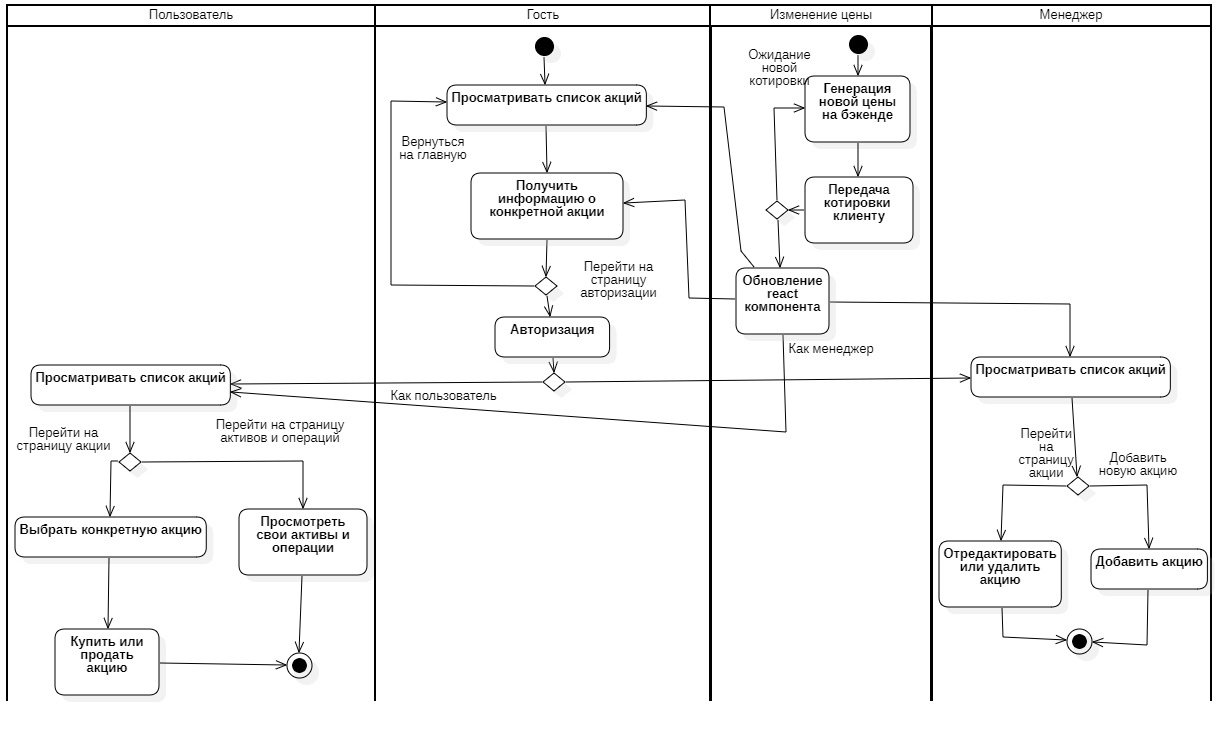 Пользователь
Гость
Изменение цены
Менеджер
Ожидание
новой
котировки
Просматривать список акций
Генерация
новой цены
на бэкенде
Вернуться
на главную
Получить
информацию о
конкретной акции
Передача
котировки
клиенту
Перейти на
страницу
авторизации
Обновление
react
компонента
Авторизация
Как менеджер
Просматривать список акций
Просматривать список акций
Как пользователь
Перейти на
страницу акции
Перейти на страницу
активов и операций
Перейти
на
страницу
акции
Добавить
новую акцию
Выбрать конкретную акцию
Просмотреть
свои активы и
операции
Отредактировать
или удалить
акцию
Добавить акцию
Купить или
продать
акцию